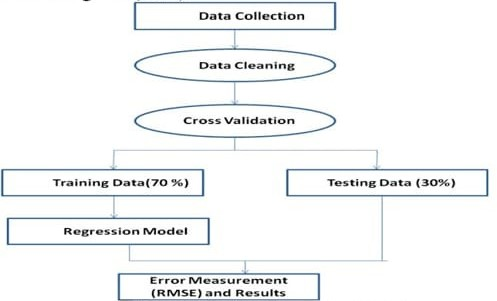 Data Collection
Data Cleaning
Cross Validation
Training Data(70 %)
Testing Data (30%)
Regression Model
Error Measurement
(RMSE) and Results